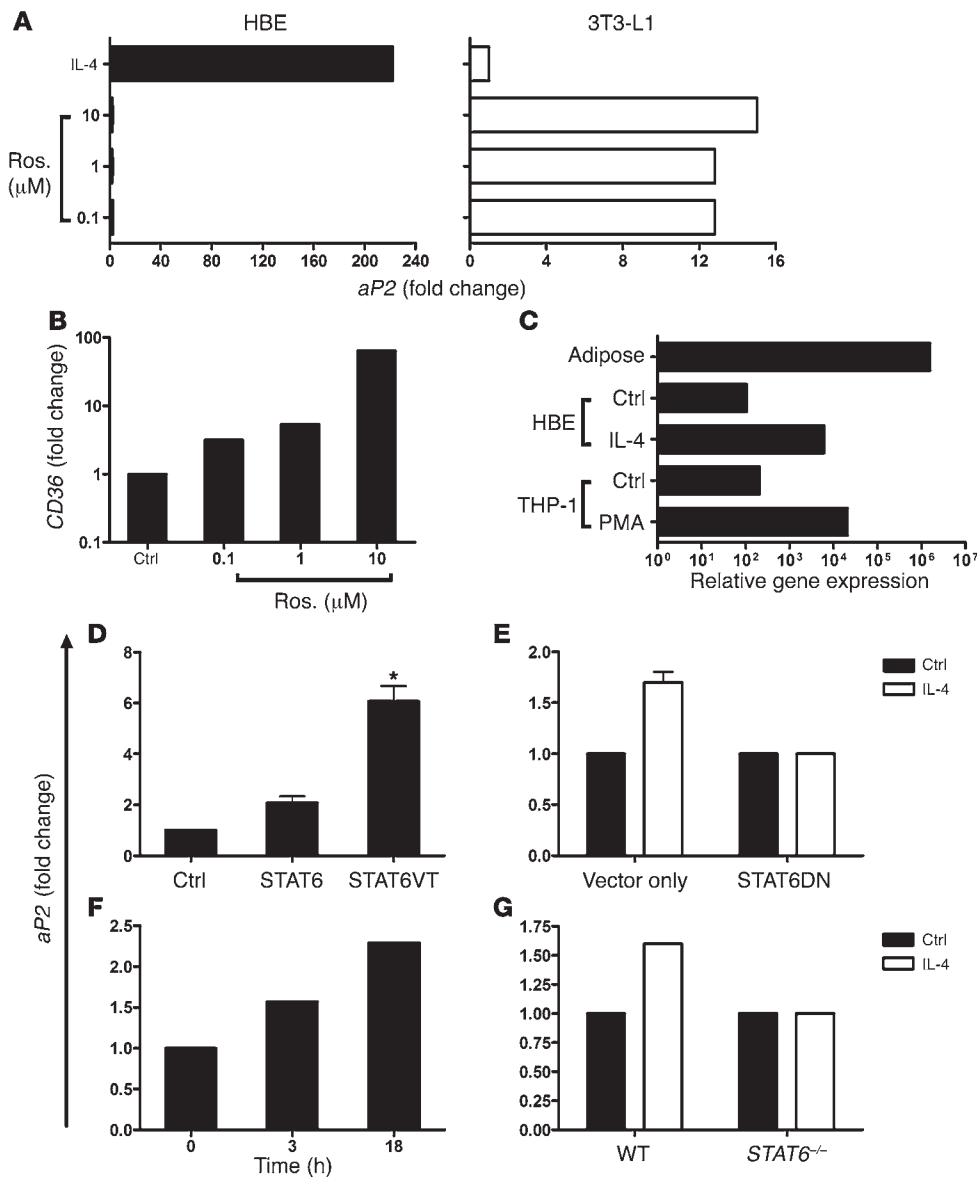 A
HBE
3T3-L1
IL-4
10
1
0.1
Ros.
(μM)
0 40 80 120 160 200 240
0 4 8 12 16
aP2 (fold change)
B
CD36 (fold change)
100
10
1
0.1
Ctrl 0.1 1 10
Ros. (μM)
C
Adipose
HBE
Ctrl
IL-4
THP-1
Ctrl
PMA
10⁰ 10¹ 10² 10³ 10⁴ 10⁵ 10⁶ 10⁷
Relative gene expression
aP2 (fold change)
D
8
6
4
2
0
*
Ctrl STAT6 STAT6VT
E
2.0
1.5
1.0
0.5
0.0
Vector only STAT6DN
Ctrl
IL-4
F
2.5
2.0
1.5
1.0
0.5
0.0
0 3 18
Time (h)
G
1.75
1.50
1.25
1.00
0.75
0.50
0.25
0.00
WT STAT6⁻/⁻
Ctrl
IL-4